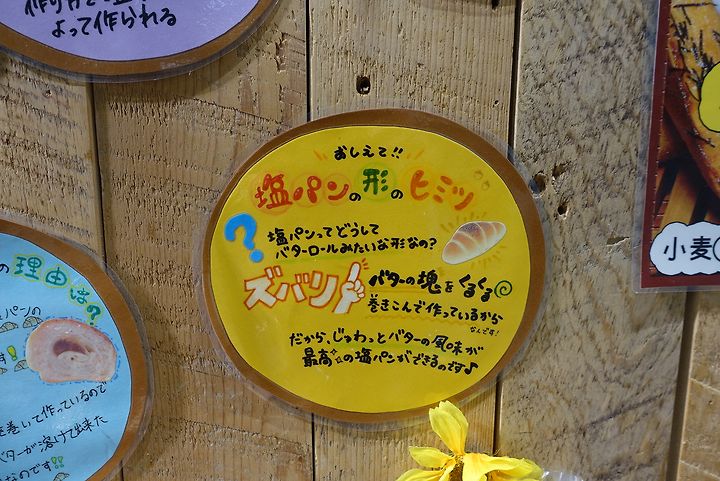 よって作られる
おしえて!!
塩パンの形のヒミツ
?
塩パンってどうして
バターロールみたいな形なの?
ズバリ
バターの塊をくるくる
巻きこんで作っているから
なんです!
だから、じゅわっとバターの風味が
最高の塩パンができるのです♪
の理由は?
パンの
巻いて作っているので
バターが溶けて出来た
なのです!!
小麦